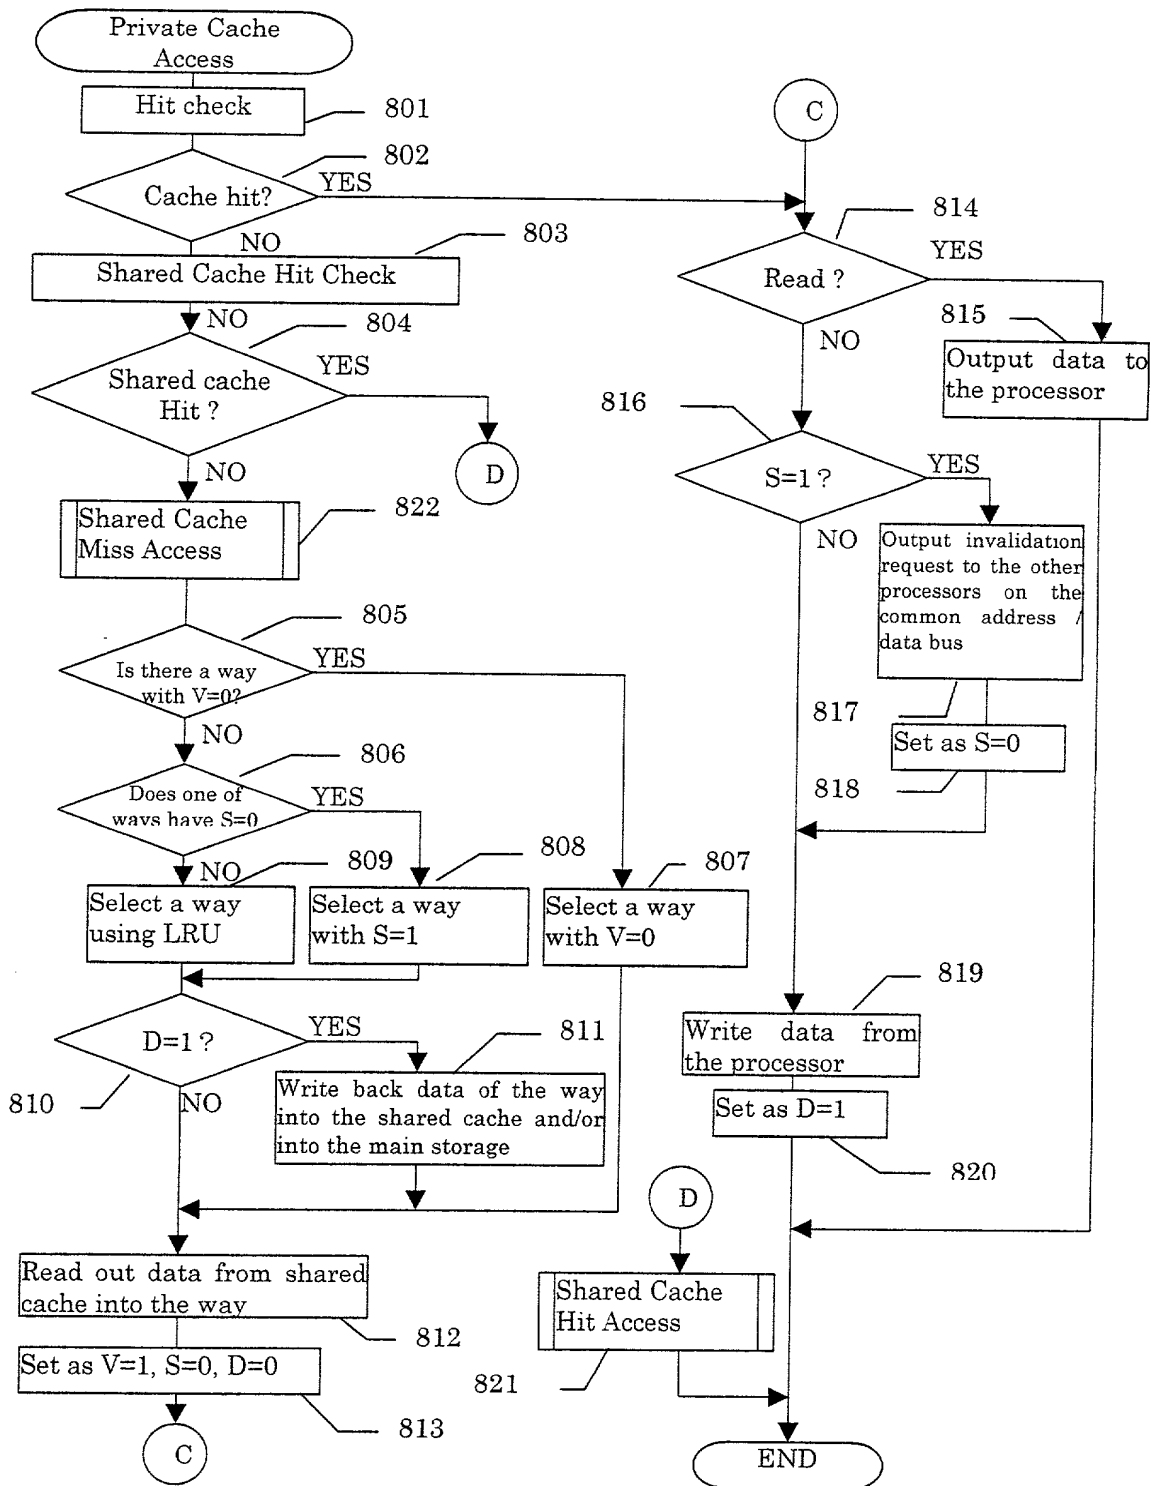 Private Cache
Access
Hit check
801
802
Cache hit?
YES
NO
803
Shared Cache Hit Check
NO
804
Shared cache
Hit ?
YES
D
NO
Shared Cache
Miss Access
822
805
Is there a way
with V=0?
YES
NO
806
Does one of
ways have S=0
YES
NO
809
808
807
Select a way
using LRU
Select a way
with S=1
Select a way
with V=0
D=1 ?
YES
811
810
NO
Write back data of the way
into the shared cache and/or
into the main storage
Read out data from shared
cache into the way
812
Set as V=1, S=0, D=0
813
C
C
814
Read ?
YES
NO
815
Output data to
the processor
816
S=1 ?
YES
NO
Output invalidation
request to the other
processors on the
common address /
data bus
817
Set as S=0
818
819
Write data from
the processor
Set as D=1
820
D
Shared Cache
Hit Access
821
END